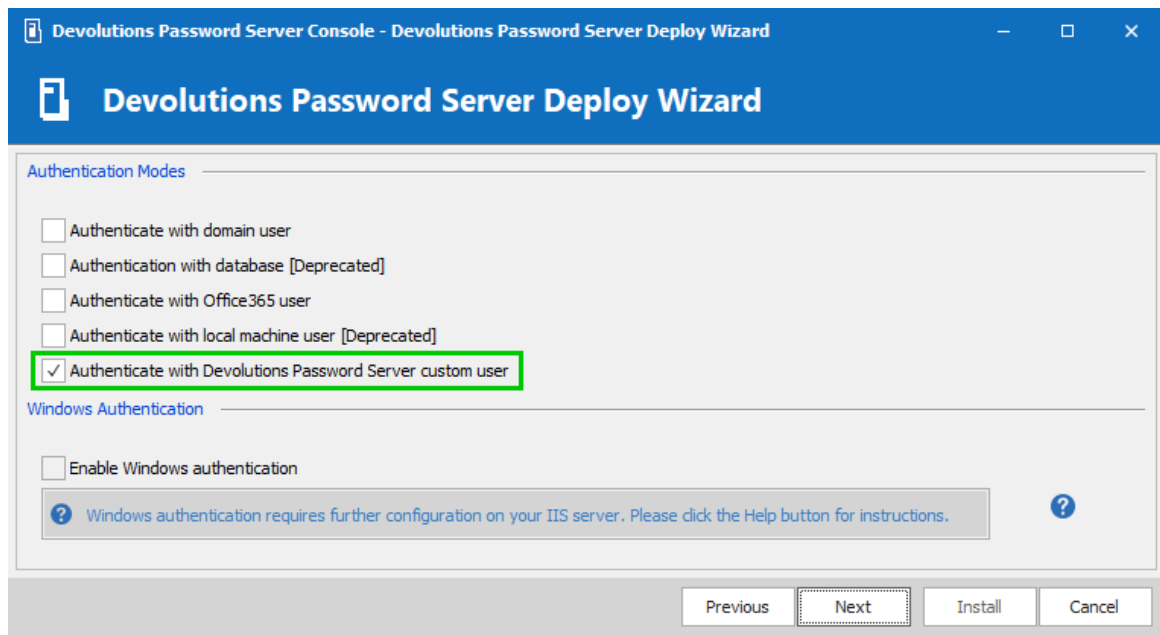 Devolutions Password Server Console - Devolutions Password Server Deploy Wizard
Devolutions Password Server Deploy Wizard
Authentication Modes
Authenticate with domain user
Authentication with database [Deprecated]
Authenticate with Office365 user
Authenticate with local machine user [Deprecated]
Authenticate with Devolutions Password Server custom user
Windows Authentication
Enable Windows authentication
? Windows authentication requires further configuration on your IIS server. Please click the Help button for instructions. ?
Previous Next Install Cancel